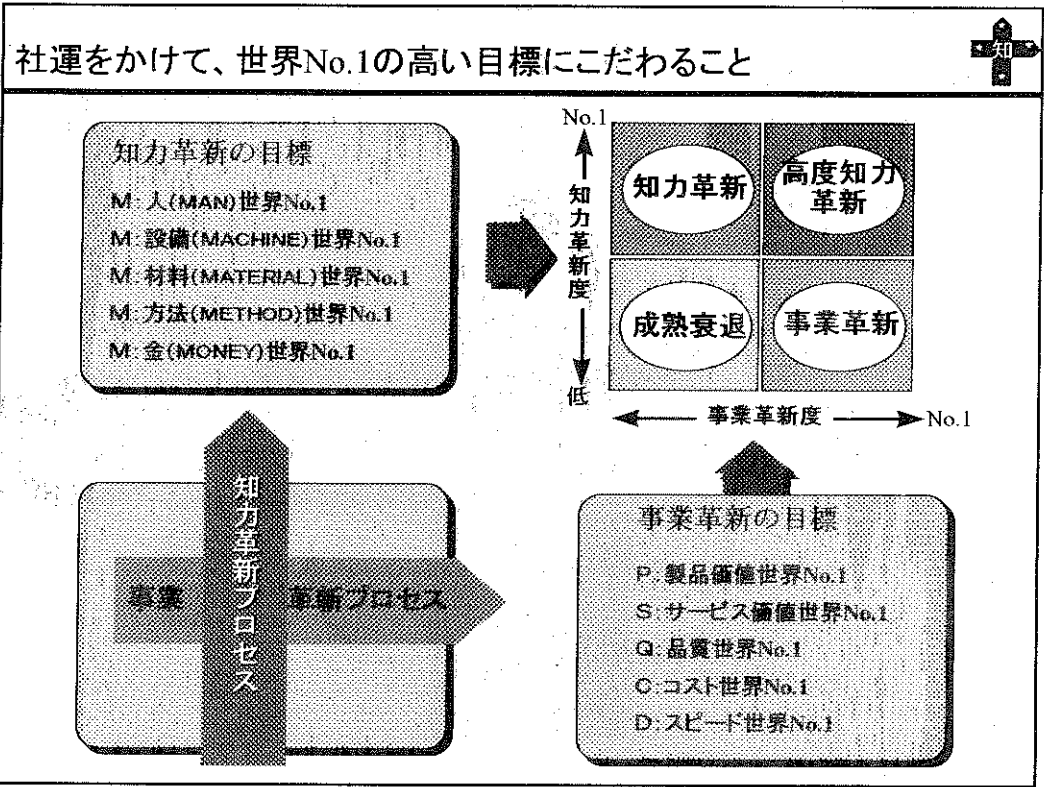 社運をかけて、世界No.1の高い目標にこだわること
知
知力革新の目標
M: 人(MAN)世界No.1
M: 設備(MACHINE)世界No.1
M: 材料(MATERIAL)世界No.1
M: 方法(METHOD)世界No.1
M: 金(MONEY)世界No.1
No.1
知力革新度
低
知力革新
高度知力
革新
成熟衰退
事業革新
事業革新度
No.1
知力革新プロセス
事業 革新プロセス
事業革新の目標
P: 製品価値世界No.1
S: サービス価値世界No.1
Q: 品質世界No.1
C: コスト世界No.1
D: スピード世界No.1